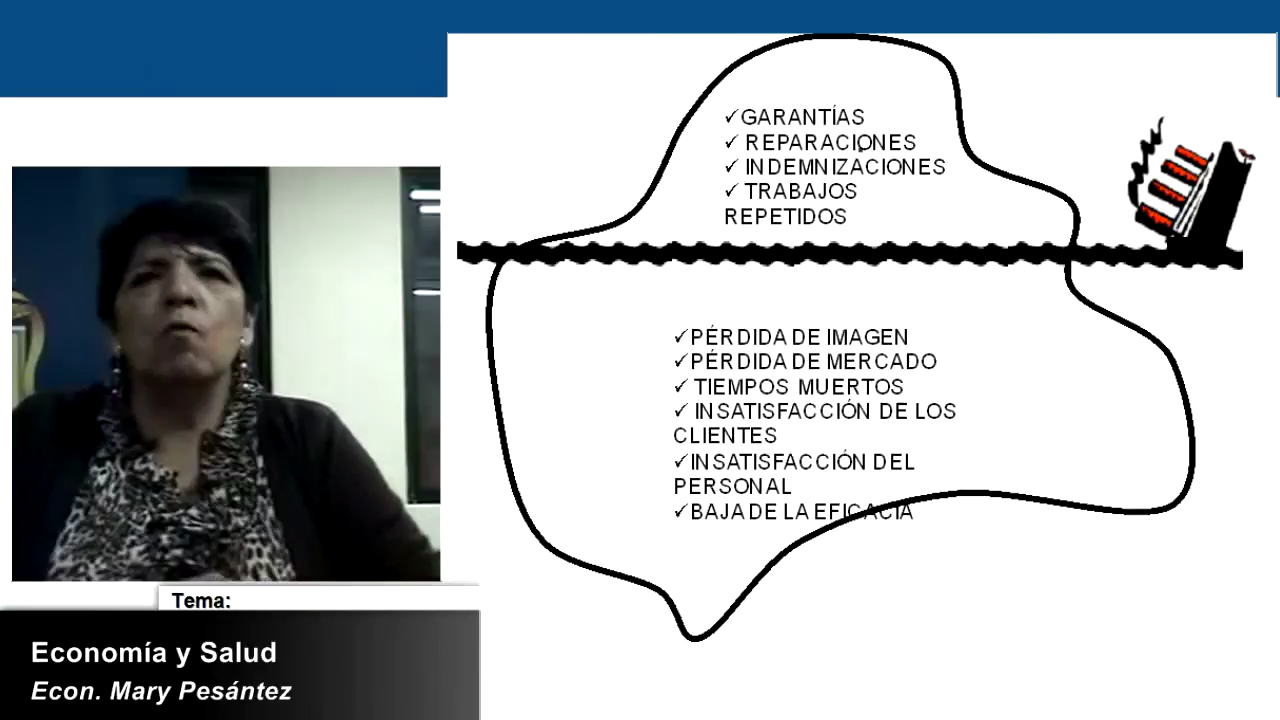 ✓GARANTÍAS
✓ REPARACIONES
✓ INDEMNIZACIONES
✓ TRABAJOS
REPETIDOS
✓PÉRDIDA DE IMAGEN
✓PÉRDIDA DE MERCADO
✓ TIEMPOS MUERTOS
✓ INSATISFACCIÓN DE LOS
CLIENTES
✓INSATISFACCIÓN DEL
PERSONAL
✓BAJA DE LA EFICACIA
Tema:
Economía y Salud
Econ. Mary Pesántez